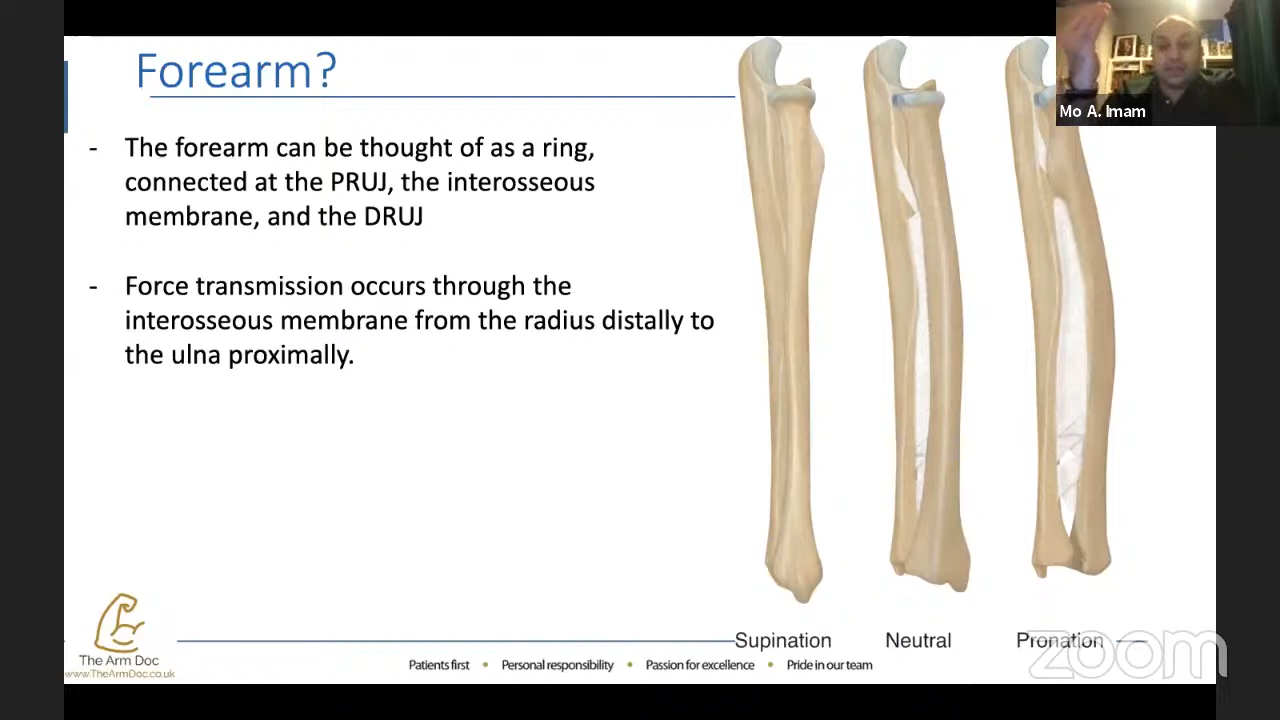 Forearm?
Mo A. Imam
- The forearm can be thought of as a ring,
connected at the PRUJ, the interosseous
membrane, and the DRUJ
- Force transmission occurs through the
interosseous membrane from the radius distally to
the ulna proximally.
Supination Neutral Pronation
zoom
The Arm Doc
www.TheArmDoc.co.uk
Patients first • Personal responsibility • Passion for excellence • Pride in our team